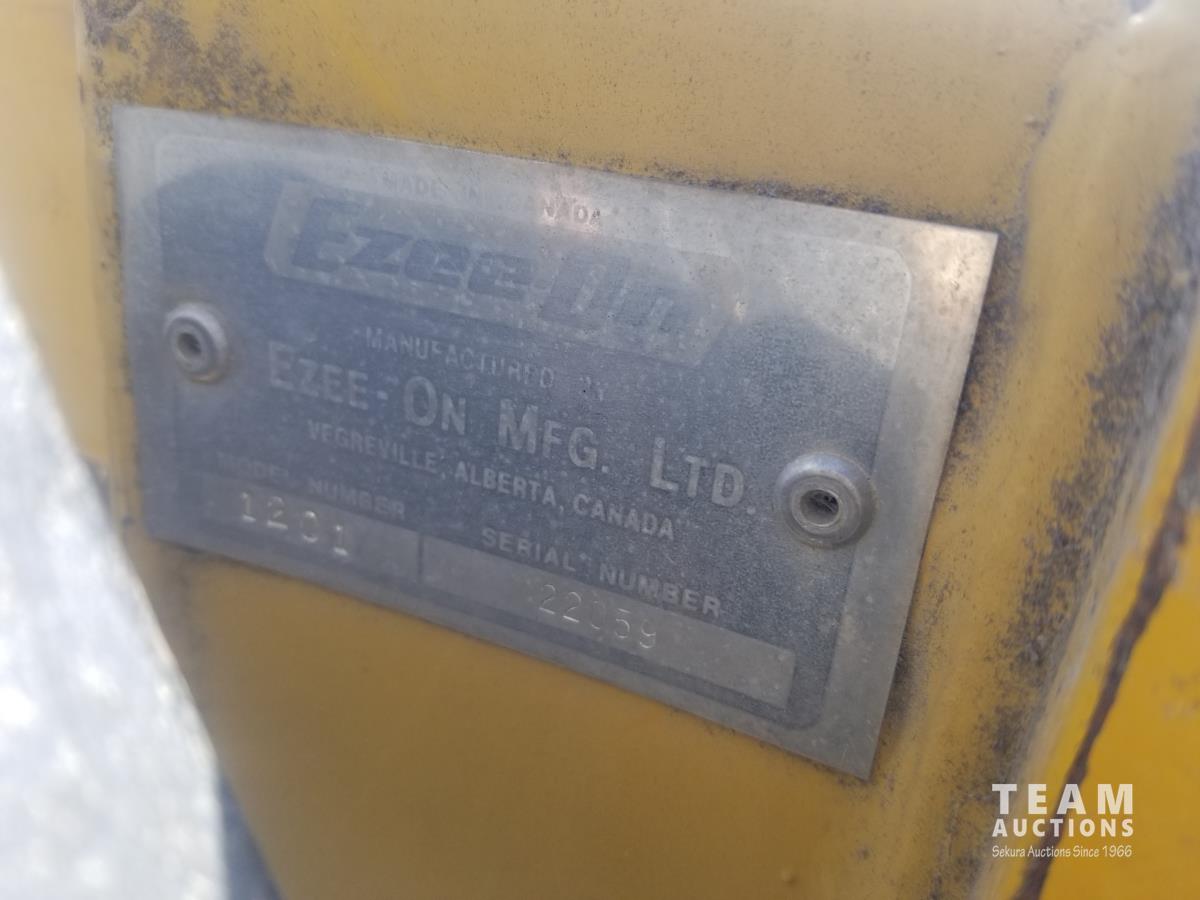 MADE IN CANADA
Ezee On
MANUFACTURED BY
EZEE-ON MFG. LTD.
VEGREVILLE, ALBERTA, CANADA
MODEL NUMBER
1201
SERIAL NUMBER
22059
TEAM
AUCTIONS
Sekura Auctions Since 1966